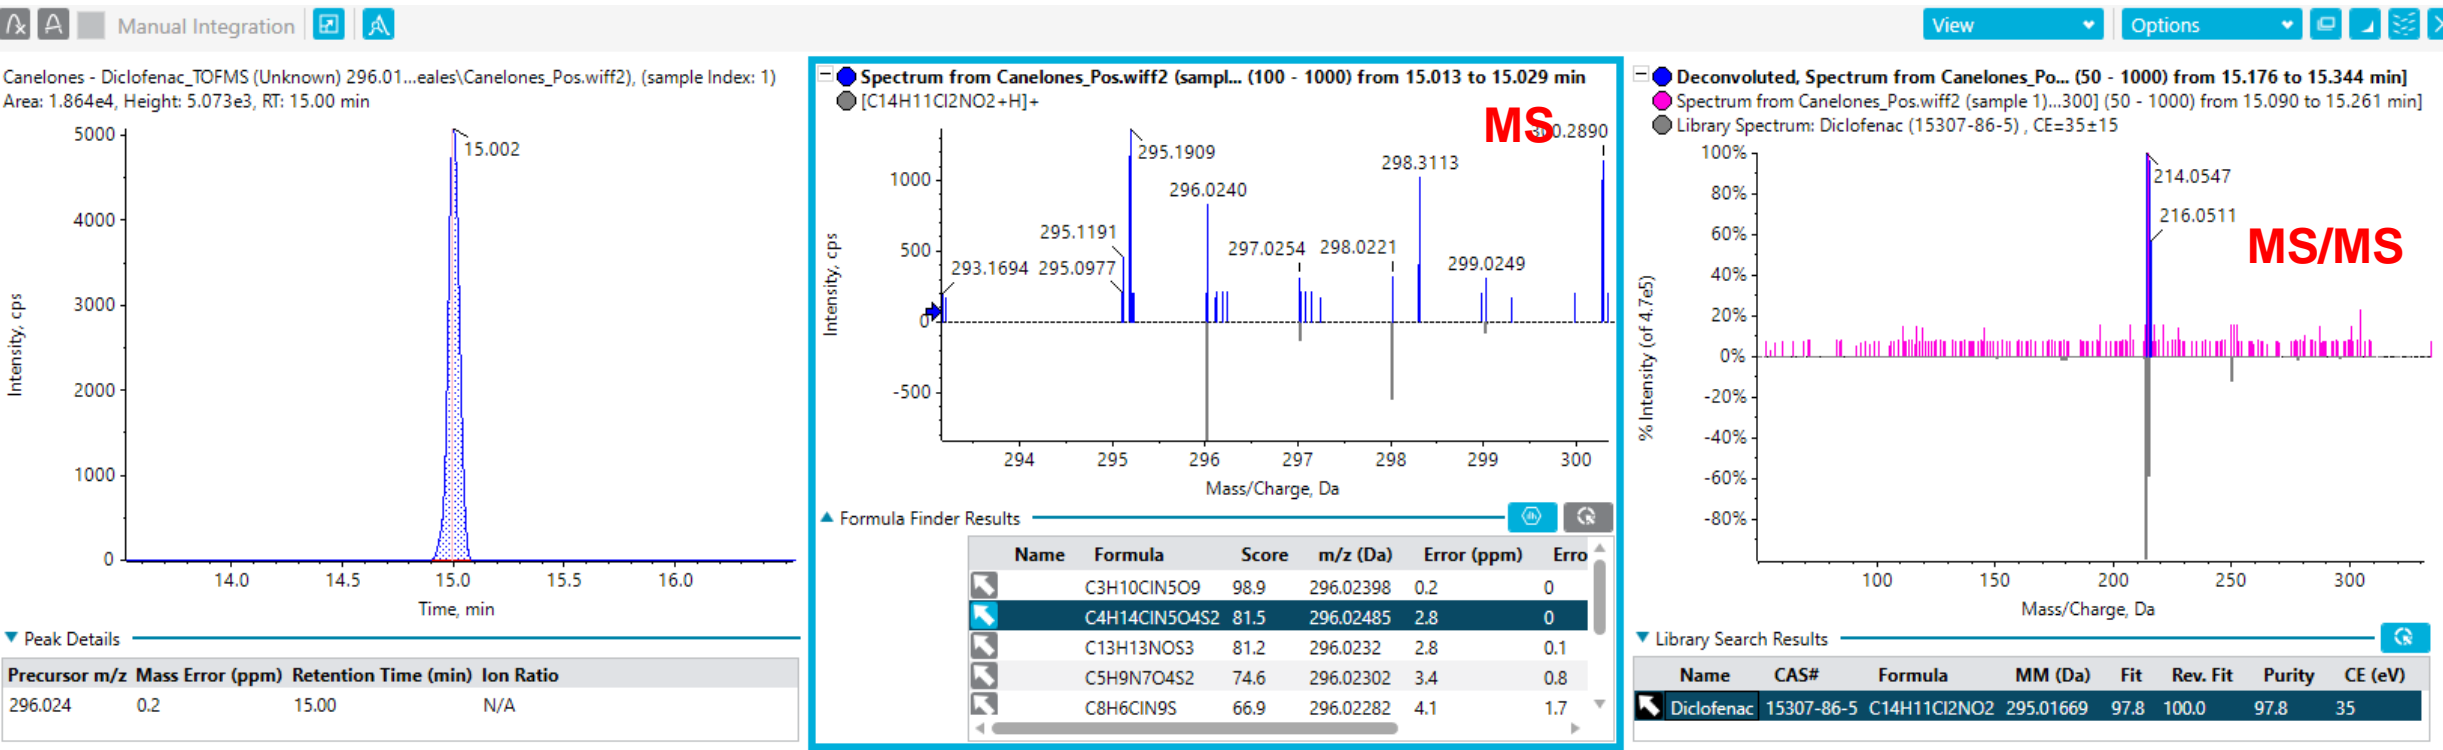 Manual Integration
View
Options
Canelones - Diclofenac_TOFMS (Unknown) 296.01...eales\Canelones_Pos.wiff2), (sample Index: 1)
Area: 1.864e4, Height: 5.073e3, RT: 15.00 min
5000
4000
3000
2000
1000
0
15.002
Intensity, cps
14.0 14.5 15.0 15.5 16.0
Time, min
Peak Details
Precursor m/z Mass Error (ppm) Retention Time (min) Ion Ratio
296.024 0.2 15.00 N/A
Spectrum from Canelones_Pos.wiff2 (sampl... (100 - 1000) from 15.013 to 15.029 min
[C14H11Cl2NO2+H]+
MS
295.1909
298.3113
296.0240
295.1191
297.0254 298.0221
293.1694 295.0977
299.0249
1000
500
0
-500
Intensity, cps
294 295 296 297 298 299 300
Mass/Charge, Da
Formula Finder Results
Name Formula Score m/z (Da) Error (ppm) Erro
C3H10ClN5O9 98.9 296.02398 0.2 0
C4H14ClN5O4S2 81.5 296.02485 2.8 0
C13H13NOS3 81.2 296.0232 2.8 0.1
C5H9N7O4S2 74.6 296.02302 3.4 0.8
C8H6ClN9S 66.9 296.02282 4.1 1.7
Deconvoluted, Spectrum from Canelones_Po... (50 - 1000) from 15.176 to 15.344 min]
Spectrum from Canelones_Pos.wiff2 (sample 1)...300] (50 - 1000) from 15.090 to 15.261 min]
Library Spectrum: Diclofenac (15307-86-5) , CE=35±15
100%
80%
60%
40%
20%
0%
-20%
-40%
-60%
-80%
214.0547
216.0511
MS/MS
% Intensity (of 4.7e5)
100 150 200 250 300
Mass/Charge, Da
Library Search Results
Name CAS# Formula MM (Da) Fit Rev. Fit Purity CE (eV)
Diclofenac 15307-86-5 C14H11Cl2NO2 295.01669 97.8 100.0 97.8 35